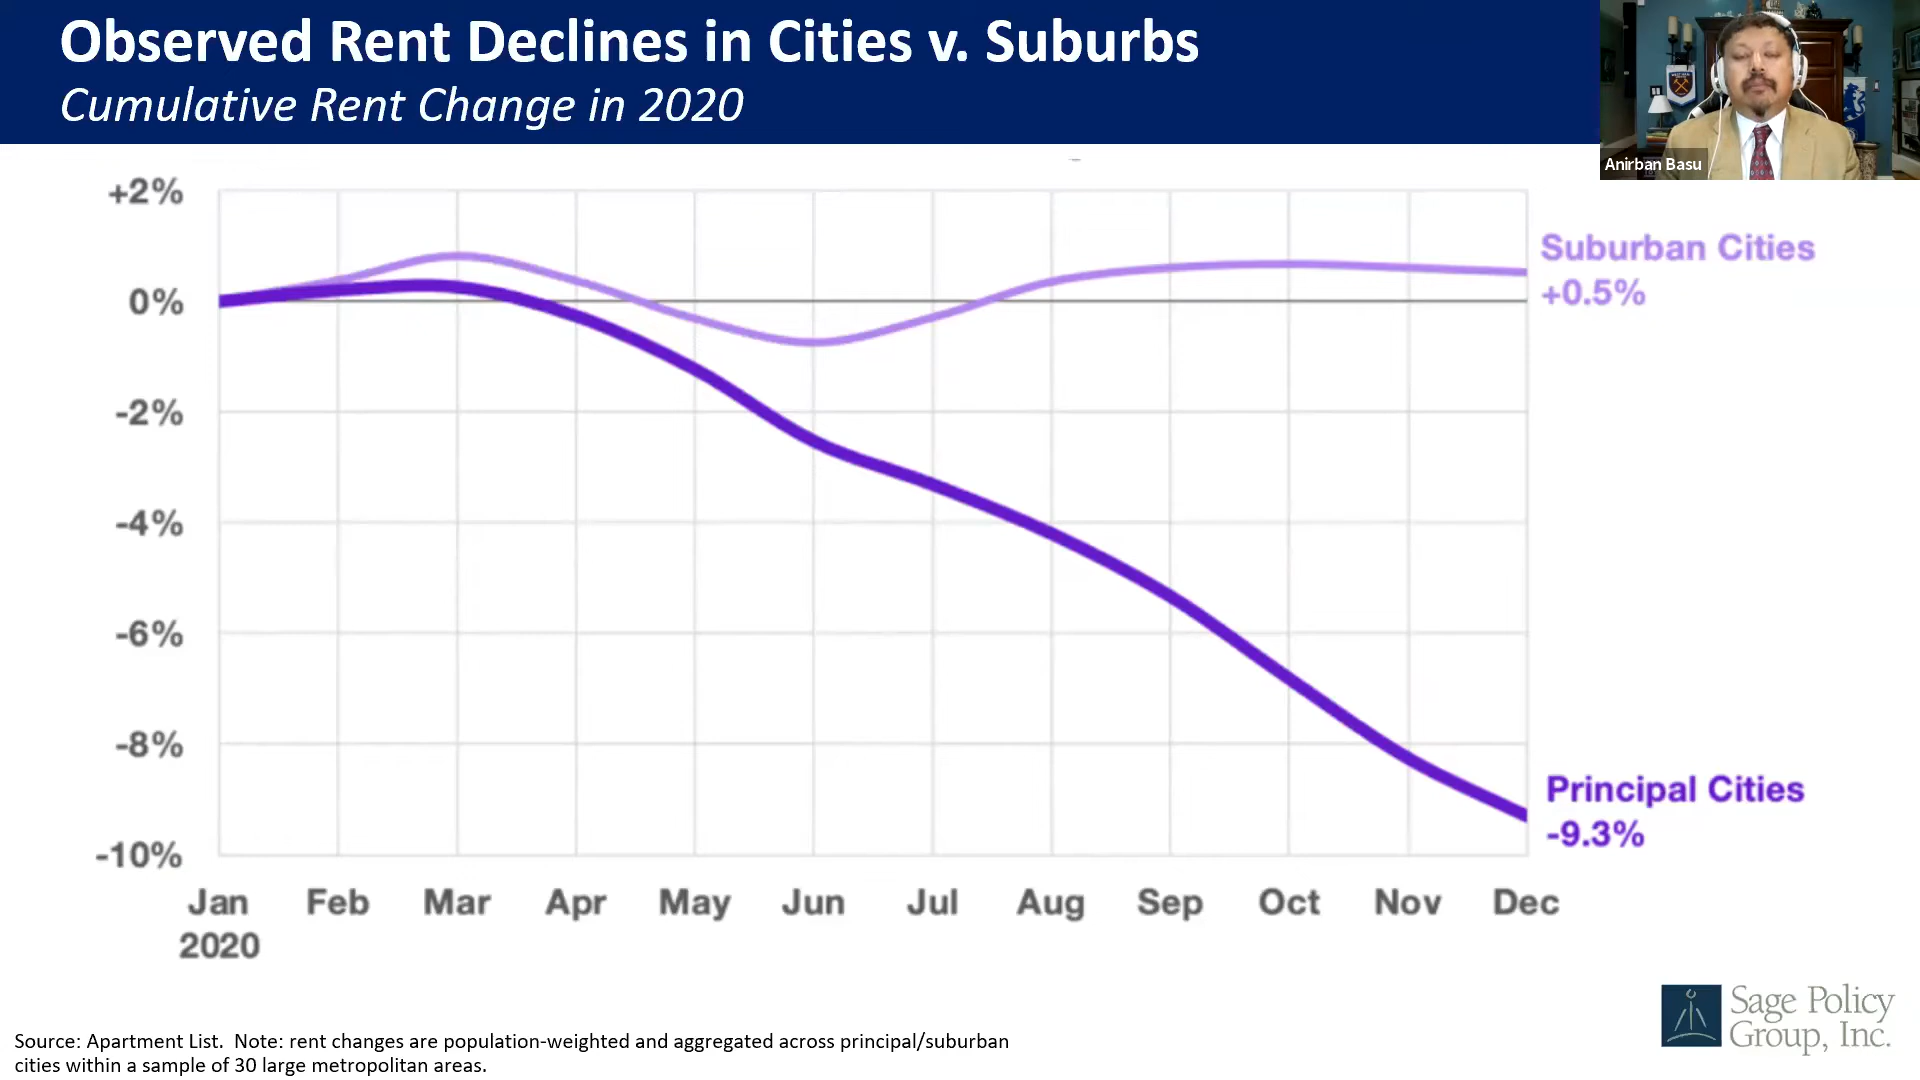 Observed Rent Declines in Cities v. Suburbs
Cumulative Rent Change in 2020
Anirban Basu
+2%
0%
-2%
-4%
-6%
-8%
-10%
Suburban Cities
+0.5%
Principal Cities
-9.3%
Jan Feb Mar Apr May Jun Jul Aug Sep Oct Nov Dec
2020
Sage Policy
Group, Inc.
Source: Apartment List. Note: rent changes are population-weighted and aggregated across principal/suburban
cities within a sample of 30 large metropolitan areas.